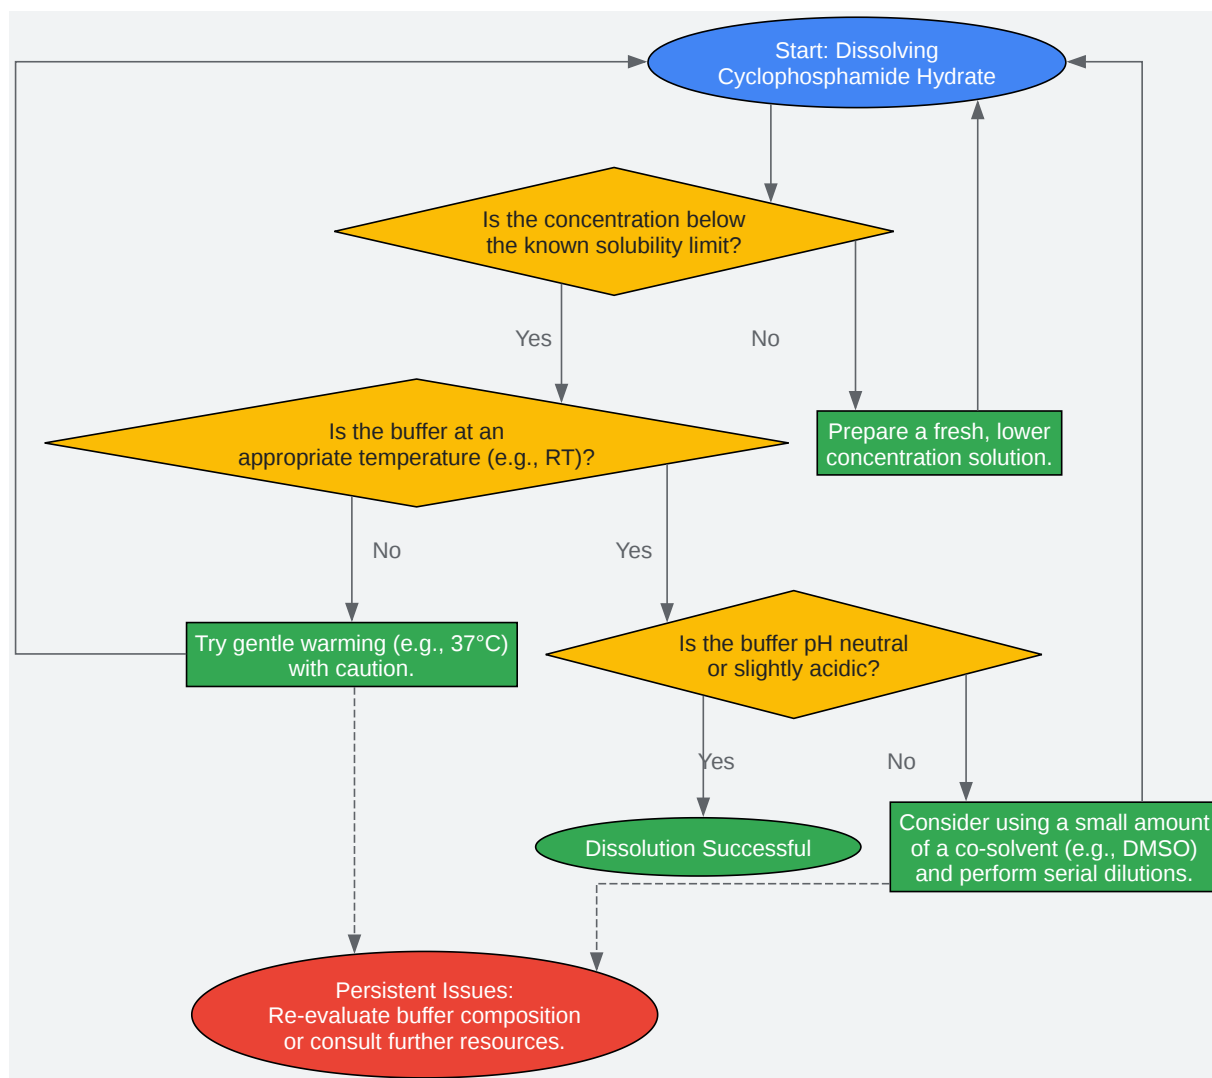 Start: Dissolving
Cyclophosphamide Hydrate
Is the concentration below
the known solubility limit?
Yes
No
Is the buffer at an
appropriate temperature (e.g., RT)?
Prepare a fresh, lower
concentration solution.
No
Yes
Try gentle warming (e.g., 37°C)
with caution.
Is the buffer pH neutral
or slightly acidic?
Yes
No
Dissolution Successful
Consider using a small amount
of a co-solvent (e.g., DMSO)
and perform serial dilutions.
Persistent Issues:
Re-evaluate buffer composition
or consult further resources.